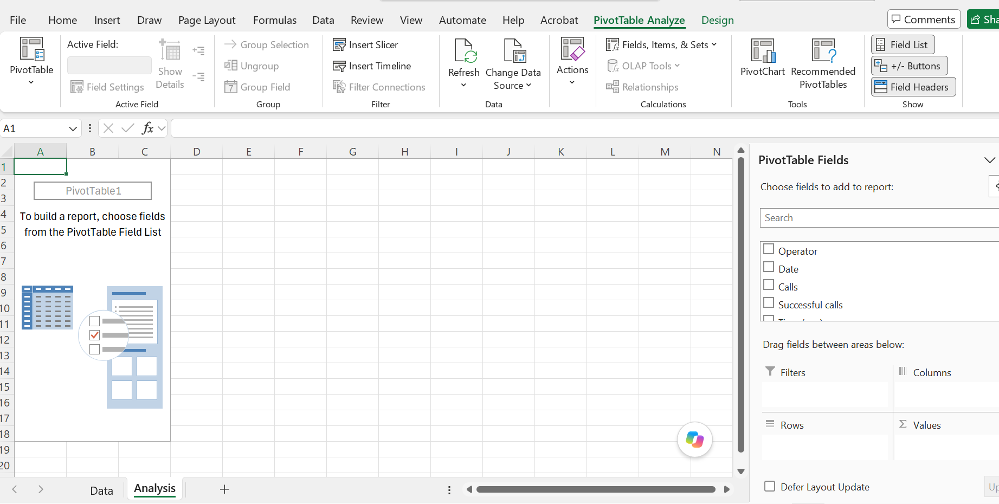 File Home Insert Draw Page Layout Formulas Data Review View Automate Help Acrobat PivotTable Analyze Design Comments
PivotTable
Active Field:
Field Settings
Show
Details
Active Field
Group Selection
Ungroup
7 Group Field
Group
Insert Slicer
Insert Timeline
Filter Connections
Filter
Refresh
Change Data
Source
Data
Actions
Fields, Items, & Sets
OLAP Tools
Relationships
Calculations
PivotChart
Recommended
PivotTables
Tools
Field List
+/- Buttons
Field Headers
Show
A1 fx
A B C D E F G H I J K L M N
1
2
3
4
5
6
7
8
9
10
11
12
13
14
15
16
17
18
19
20
PivotTable1
To build a report, choose fields
from the PivotTable Field List
PivotTable Fields
Choose fields to add to report:
Search
Operator
Date
Calls
Successful calls
Drag fields between areas below:
Filters
Columns
Rows
Σ Values
Defer Layout Update
Data Analysis +